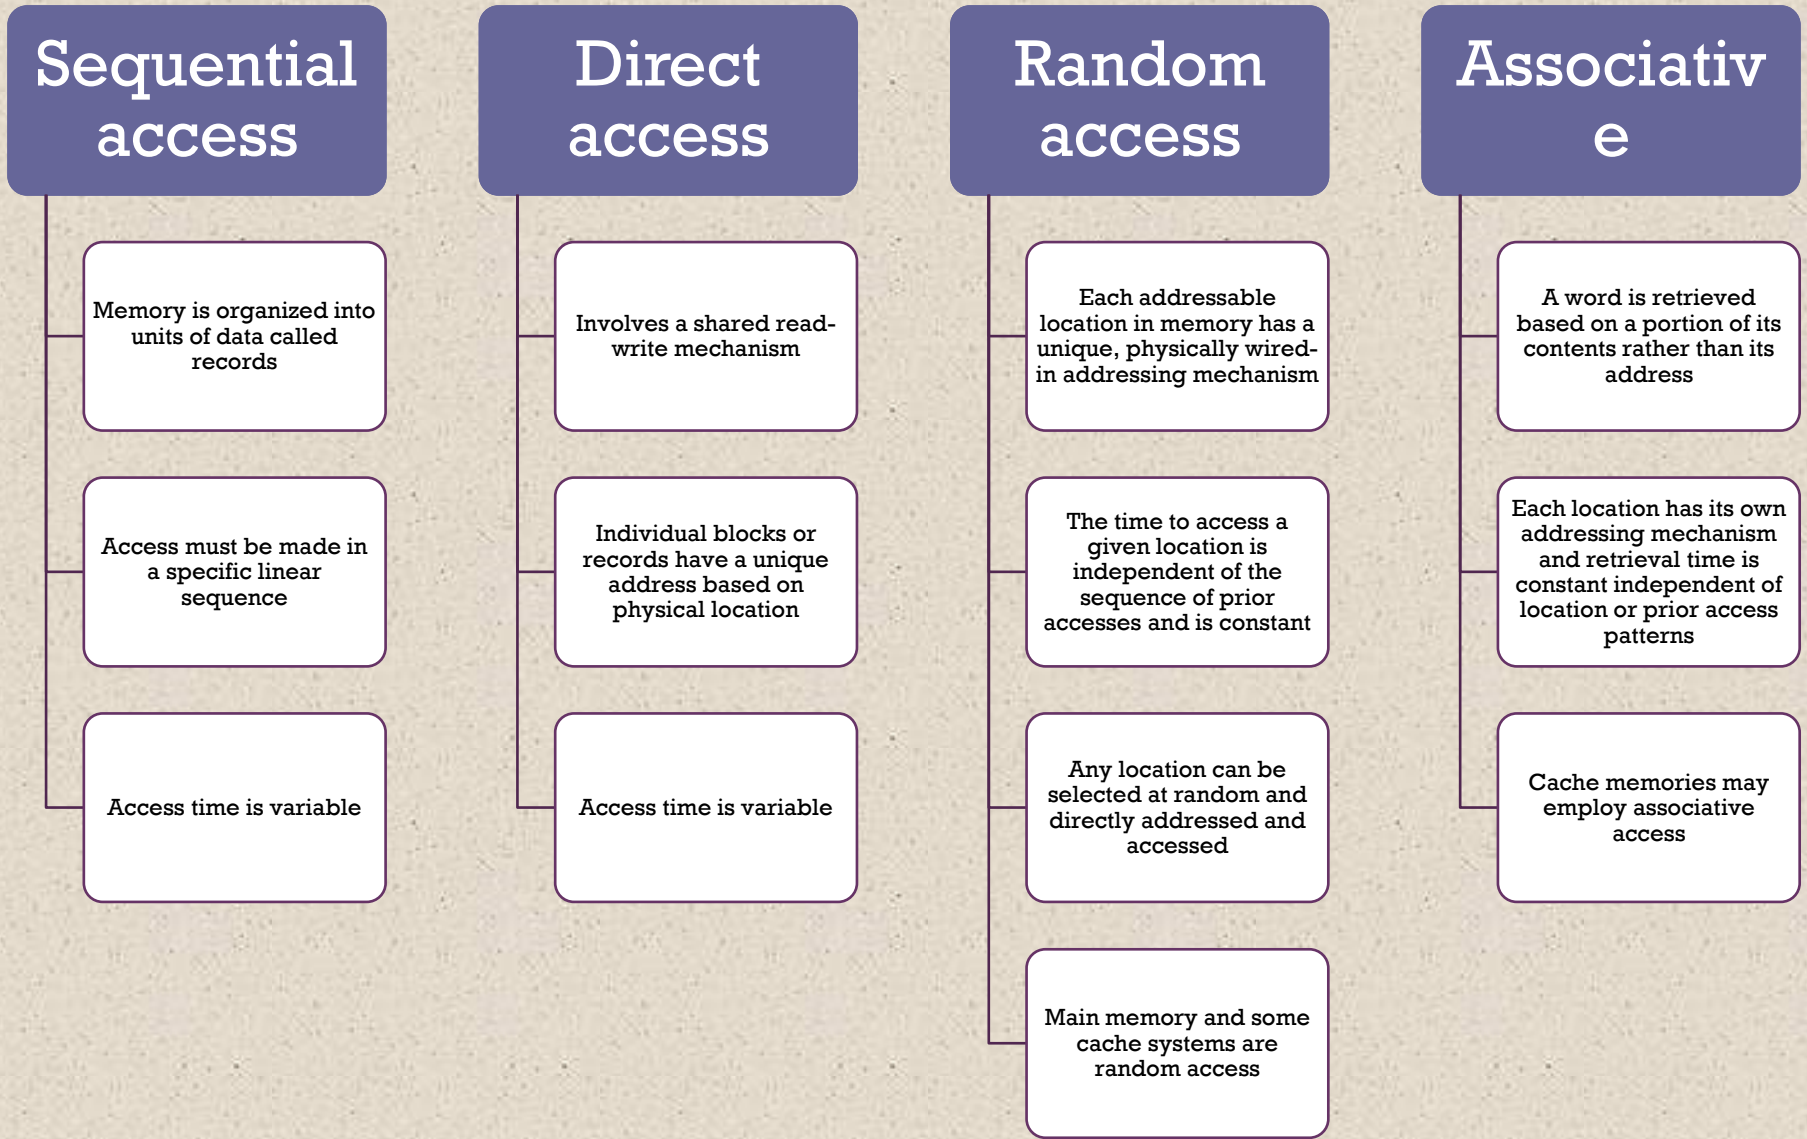 Sequential
access
Memory is organized into
units of data called
records
Access must be made in
a specific linear
sequence
Access time is variable
Direct
access
Involves a shared read-
write mechanism
Individual blocks or
records have a unique
address based on
physical location
Access time is variable
Random
access
Each addressable
location in memory has a
unique, physically wired-
in addressing mechanism
The time to access a
given location is
independent of the
sequence of prior
accesses and is constant
Any location can be
selected at random and
directly addressed and
accessed
Main memory and some
cache systems are
random access
Associativ
e
A word is retrieved
based on a portion of its
contents rather than its
address
Each location has its own
addressing mechanism
and retrieval time is
constant independent of
location or prior access
patterns
Cache memories may
employ associative
access